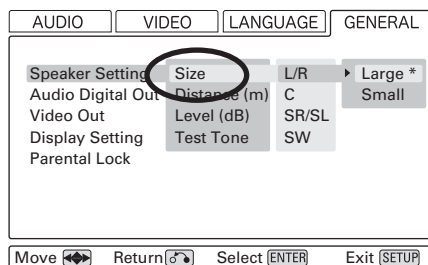 AUDIO VIDEO LANGUAGE GENERAL
Speaker Setting Size L/R Large *
Audio Digital Out Distance (m) C Small
Video Out Level (dB) SR/SL
Display Setting Test Tone SW
Parental Lock
Move Return Select ENTER Exit SETUP